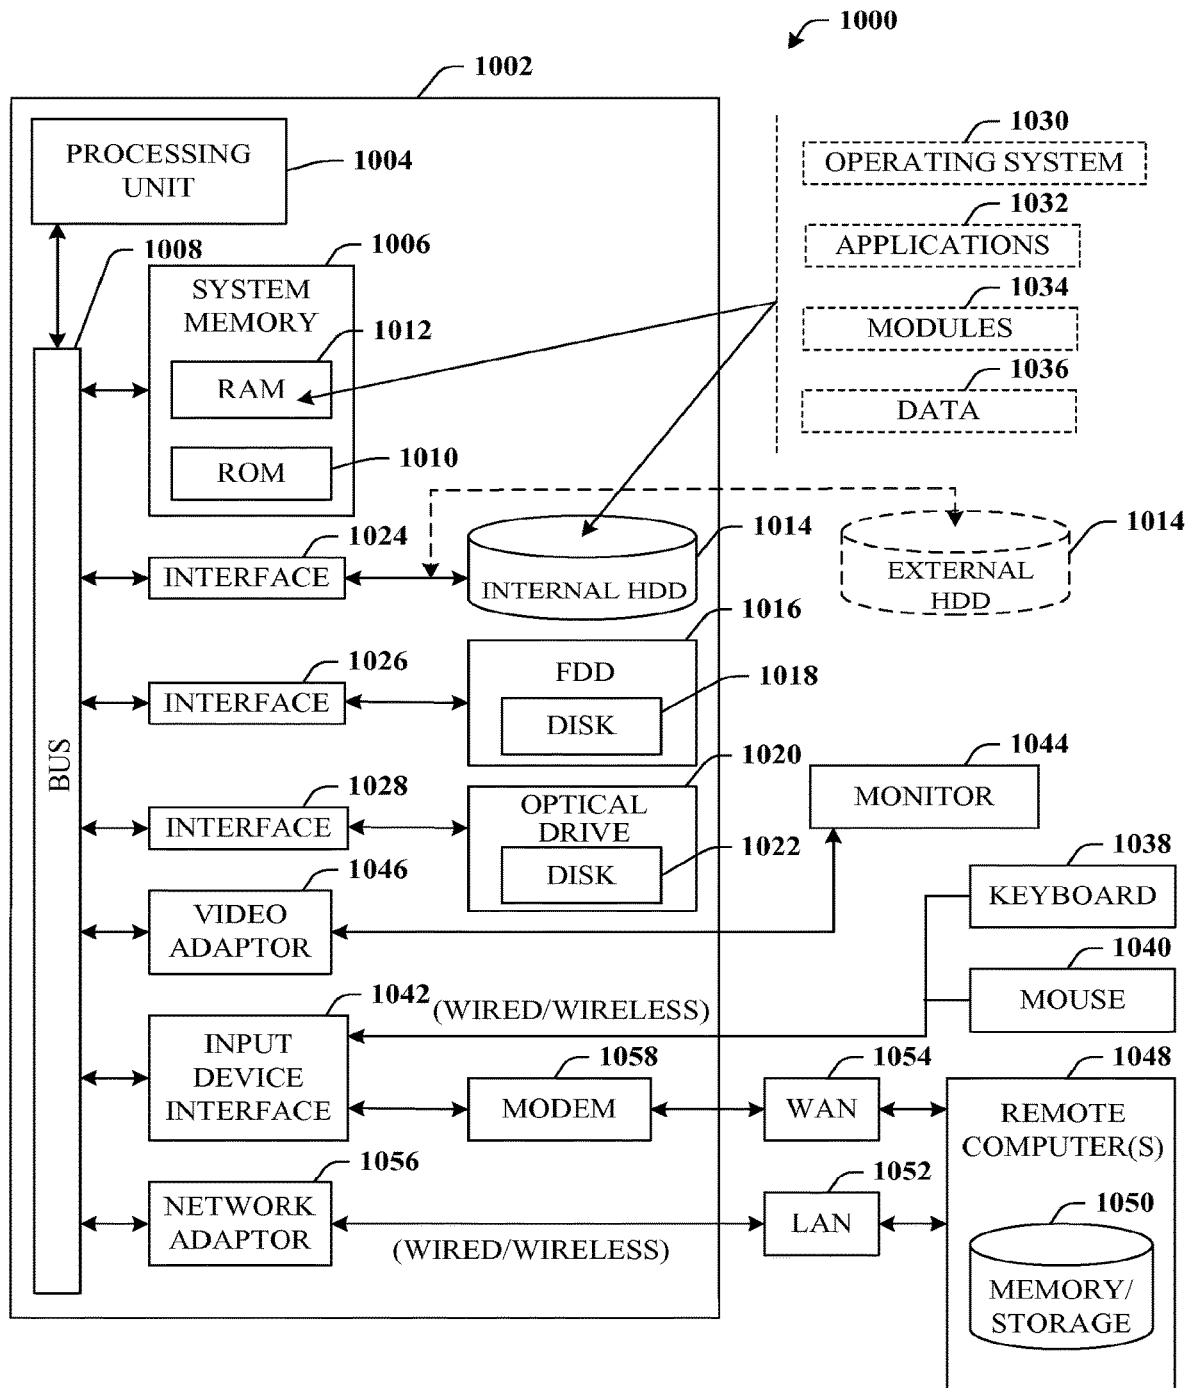 1000
1002
PROCESSING
UNIT
1004
1030
OPERATING SYSTEM
1032
APPLICATIONS
1034
MODULES
1036
DATA
1008
1006
SYSTEM
MEMORY
1012
RAM
1010
ROM
BUS
1024
INTERFACE
1014
INTERNAL HDD
1014
EXTERNAL
HDD
1016
FDD
1018
DISK
1026
INTERFACE
1020
OPTICAL
DRIVE
1022
DISK
1028
INTERFACE
1044
MONITOR
1046
VIDEO
ADAPTOR
1038
KEYBOARD
1040
MOUSE
1042
(WIRED/WIRELESS)
INPUT
DEVICE
INTERFACE
1058
MODEM
1054
WAN
1048
REMOTE
COMPUTER(S)
1056
NETWORK
ADAPTOR
(WIRED/WIRELESS)
1052
LAN
1050
MEMORY/
STORAGE